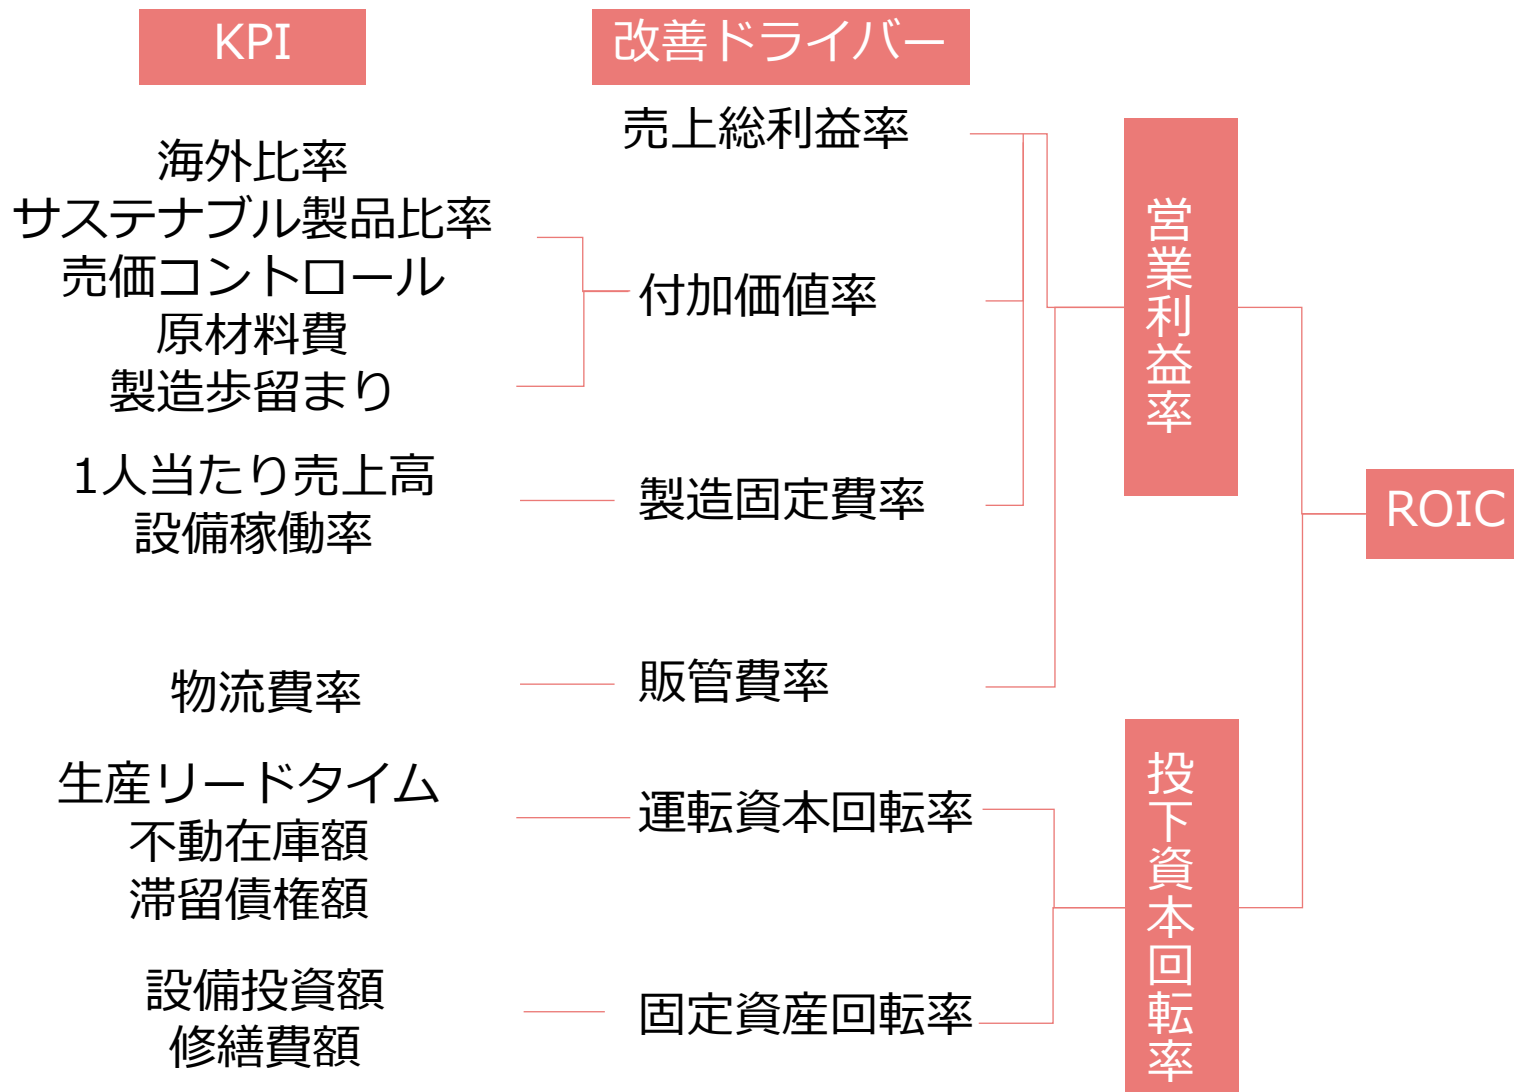 KPI
改善ドライバー
売上総利益率
海外比率
サステナブル製品比率
売価コントロール
原材料費
製造歩留まり
付加価値率
1人当たり売上高
設備稼働率
製造固定費率
物流費率
販管費率
生産リードタイム
不動在庫額
滞留債権額
運転資本回転率
設備投資額
修繕費額
固定資産回転率
営業利益率
投下資本回転率
ROIC